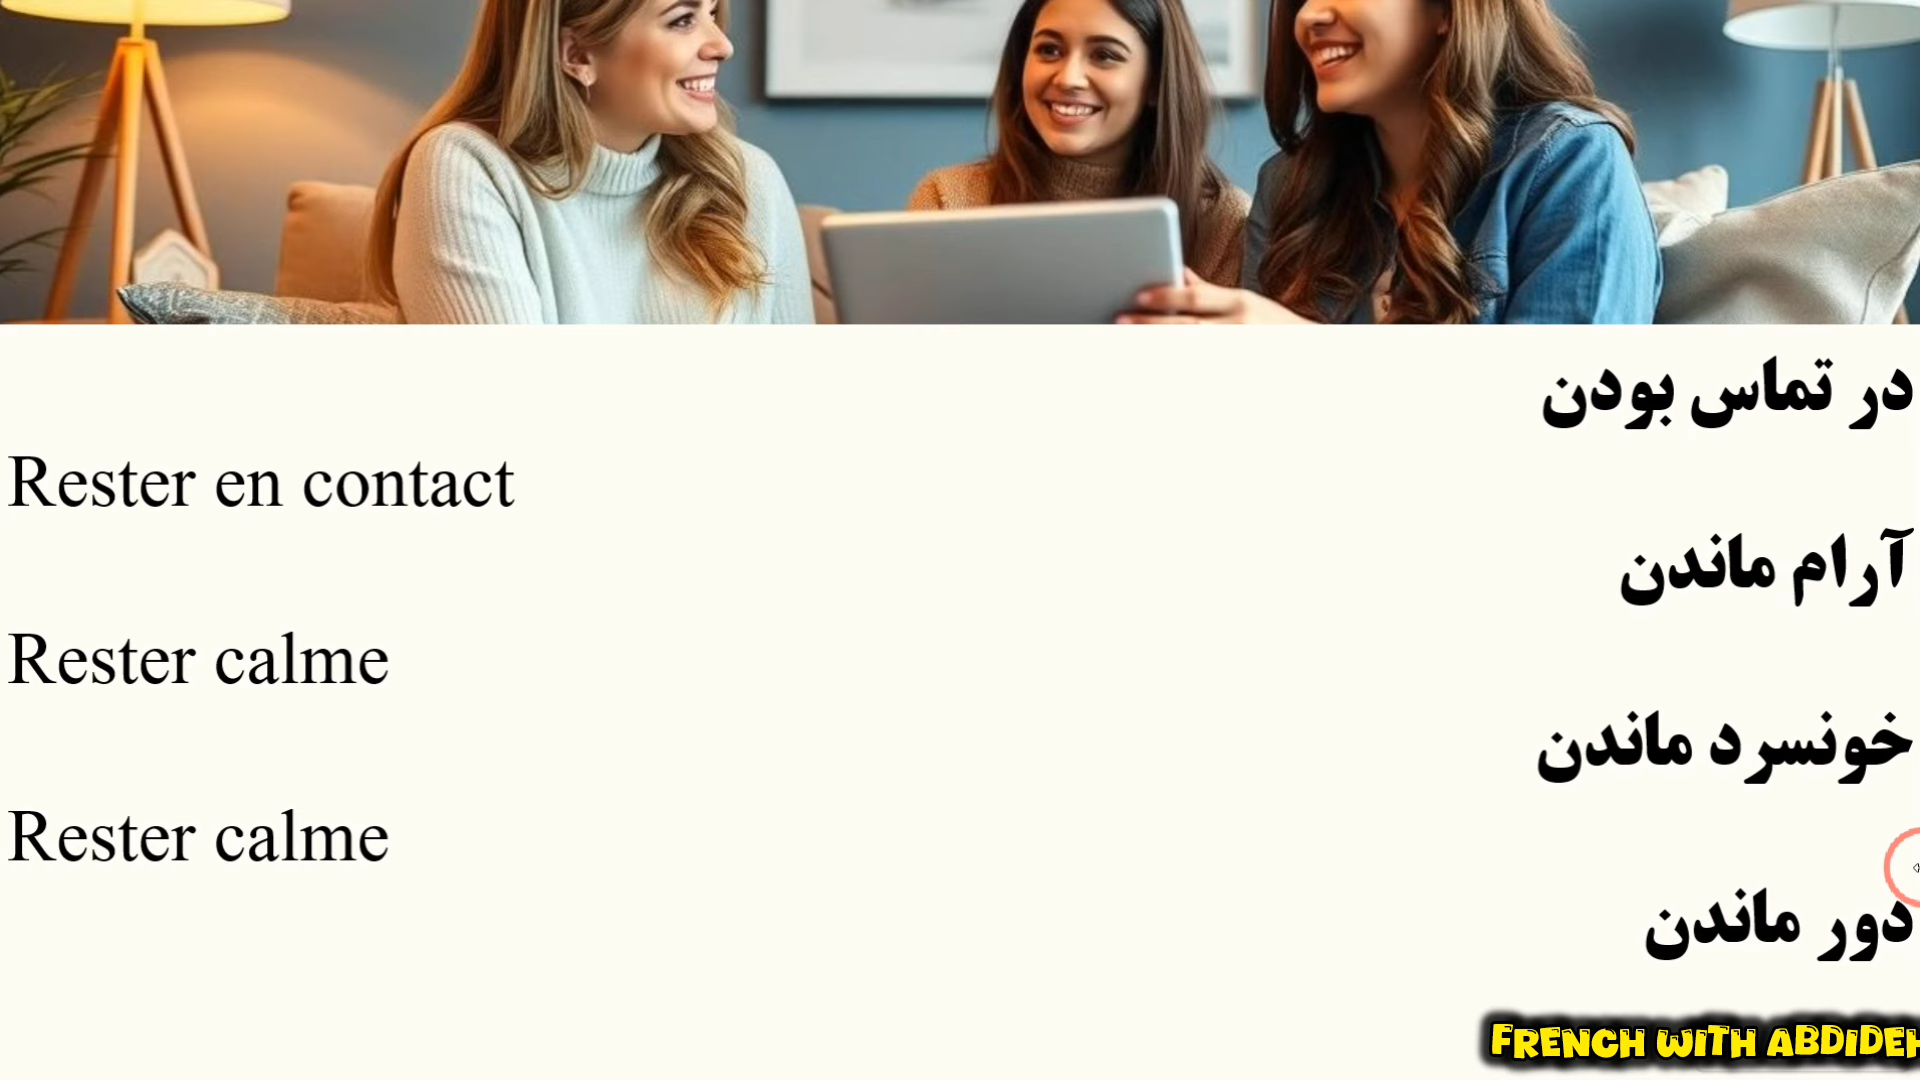 در تماس بودن
Rester en contact
آرام ماندن
Rester calme
خونسرد ماندن
Rester calme
دور ماندن
FRENCH WITH ABDIDEH